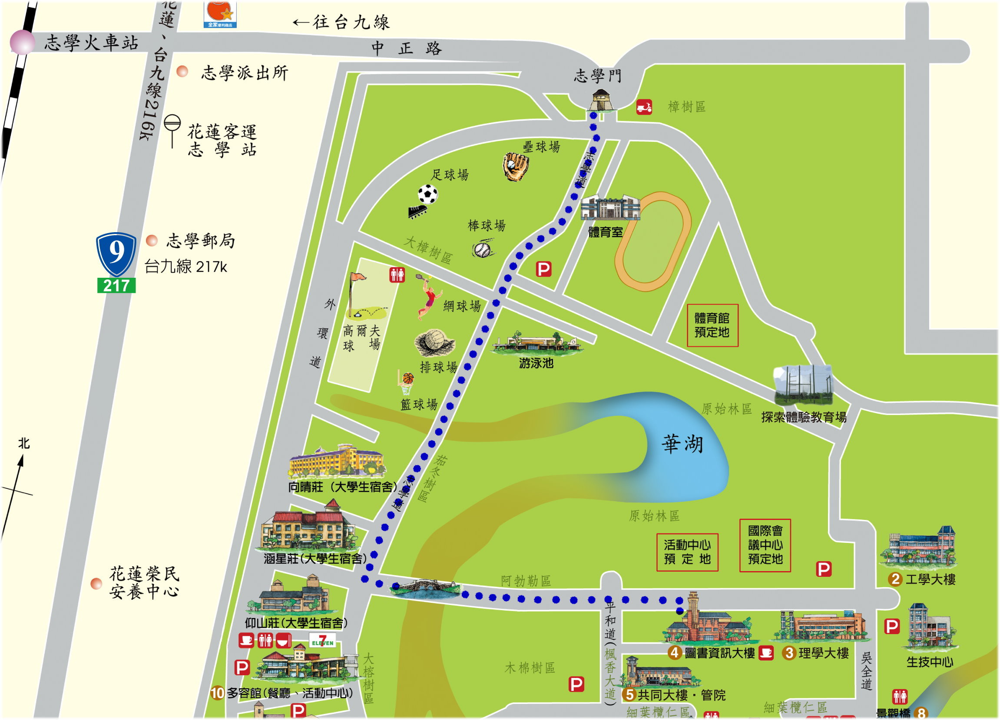 花蓮、台九線216k
全家便利商店
←往台九線
志學火車站
中正路
志學派出所
志學門
樟樹區
花蓮客運
志學站
壘球場
志學道
足球場
棒球場
體育室
大樟樹區
9
217
志學郵局
台九線 217k
P
網球場
外環道
高爾夫
球場
體育館
預定地
排球場
游泳池
籃球場
原始林區
探索體驗教育場
華湖
北
茄冬樹區
向晴莊（大學生宿舍）
志學道
原始林區
涵星莊(大學生宿舍)
活動中心
預定地
國際會
議中心
預定地
P
花蓮榮民
安養中心
阿勃勒區
2 工學大樓
仰山莊(大學生宿舍)
平和道(楓香大道)
P
7
ELEVEN
4 圖書資訊大樓
3 理學大樓
吳全道
生技中心
P
大榕樹區
木棉樹區
P
10 多容館(餐廳、活動中心)
5 共同大樓・管院
P
細葉欖仁區
細葉欖仁區
景觀橋 8